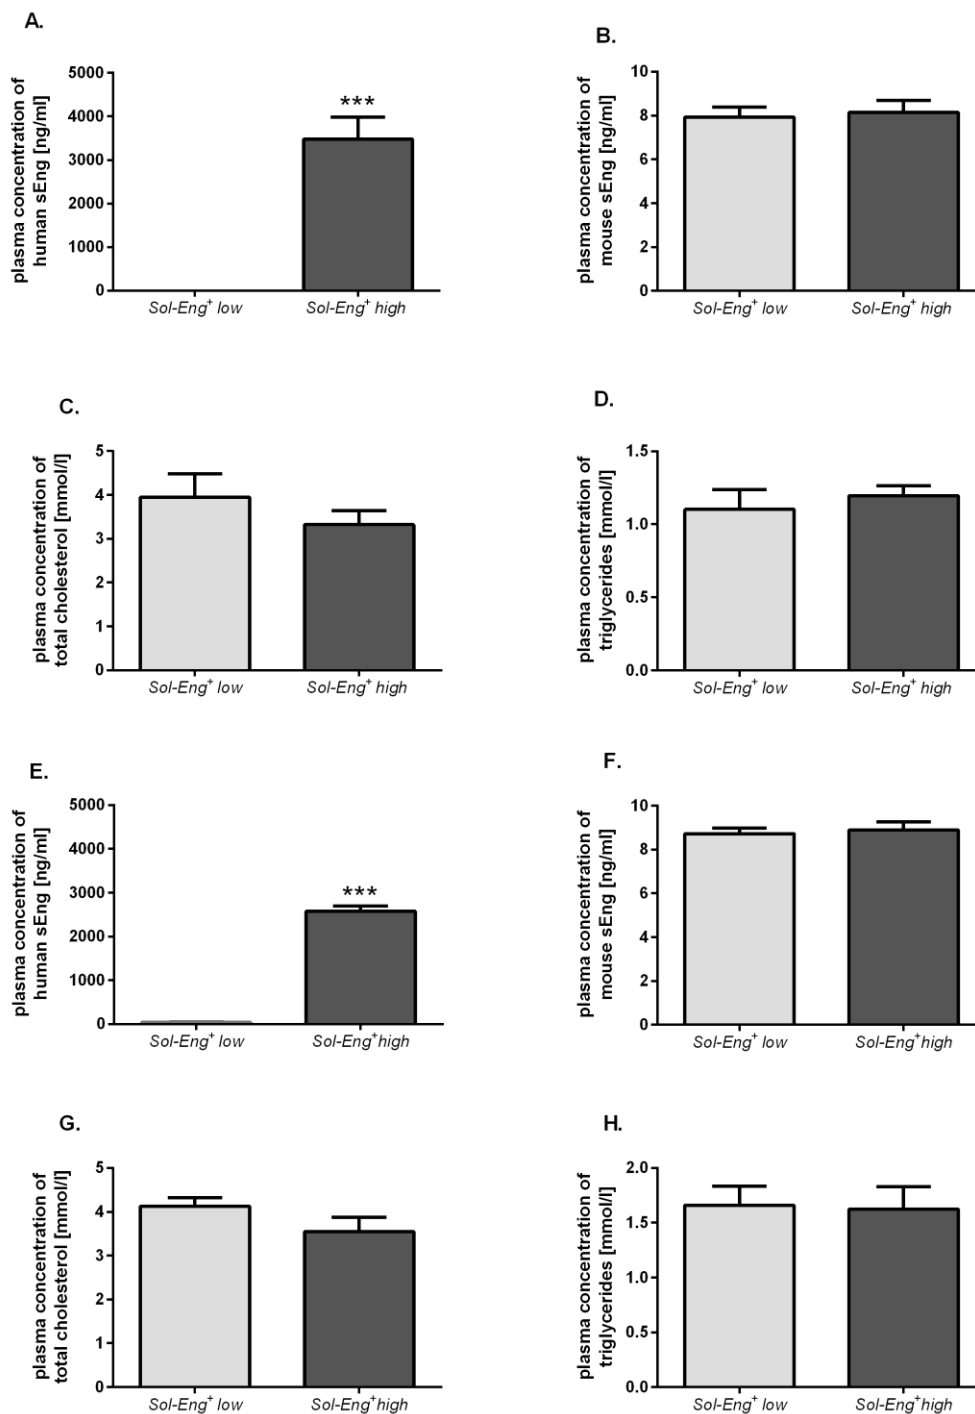 A.
plasma concentration of
human sEng [ng/ml]
5000
4000
3000
2000
1000
0
***
Sol-Eng+ low
Sol-Eng+ high
B.
plasma concentration of
mouse sEng [ng/ml]
10
8
6
4
2
0
Sol-Eng+ low
Sol-Eng+ high
C.
plasma concentration of
total cholesterol [mmol/l]
5
4
3
2
1
0
Sol-Eng+ low
Sol-Eng+ high
D.
plasma concentration of
triglycerides [mmol/l]
1.5
1.0
0.5
0.0
Sol-Eng+ low
Sol-Eng+ high
E.
plasma concentration of
human sEng [ng/ml]
5000
4000
3000
2000
1000
0
***
Sol-Eng+ low
Sol-Eng+high
F.
plasma concentration of
mouse sEng [ng/ml]
10
8
6
4
2
0
Sol-Eng+ low
Sol-Eng+high
G.
plasma concentration of
total cholesterol [mmol/l]
5
4
3
2
1
0
Sol-Eng+ low
Sol-Eng+high
H.
plasma concentration of
triglycerides [mmol/l]
2.0
1.5
1.0
0.5
0.0
Sol-Eng+ low
Sol-Eng+high